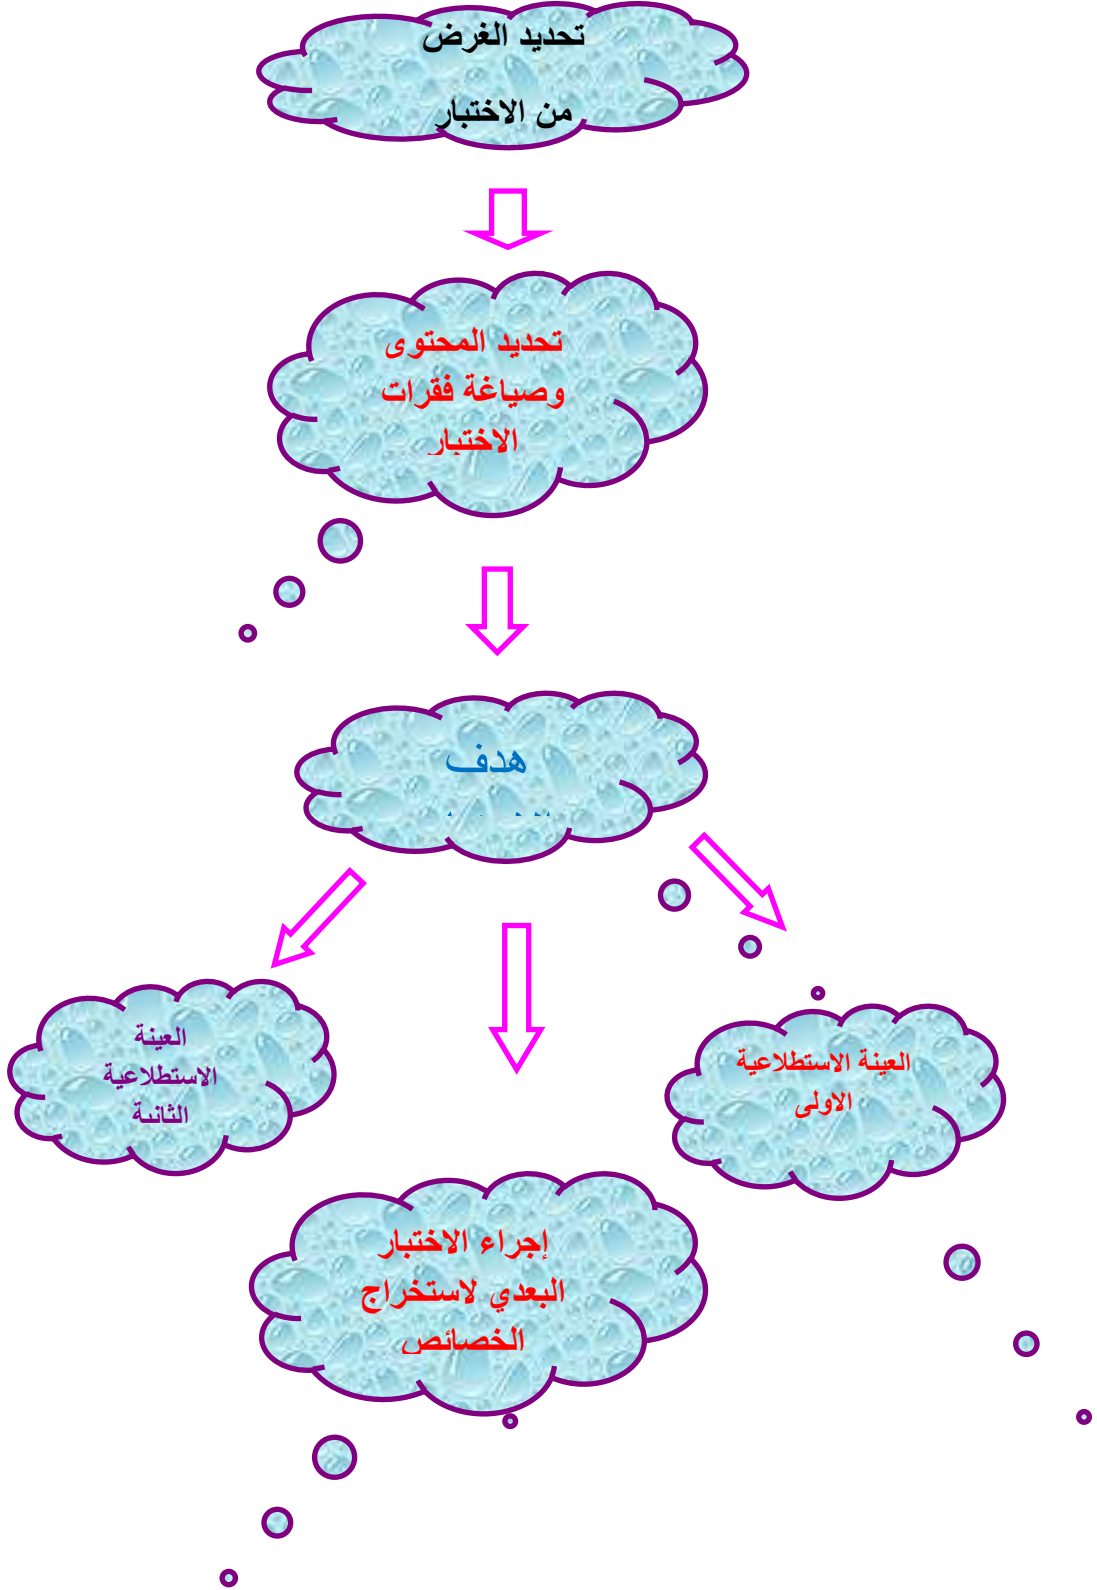 تحديد الغرض
من الاختبار
تحديد المحتوى
وصياغة فقرات
الاختبار
هدف
العينة الاستطلاعية
الاولى
العينة
الاستطلاعية
الثانية
إجراء الاختبار
البعدي لاستخراج
الخصائص